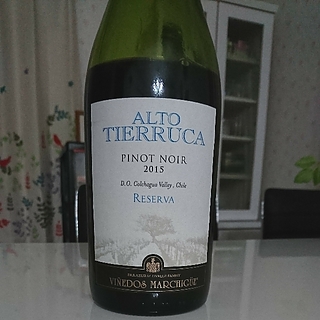 ALTO
TIERRUCA
PINOT NOIR
2015
D.O. Colchagua Valley, Chile
RESERVA
VIÑEDOS MARCHIGÜE